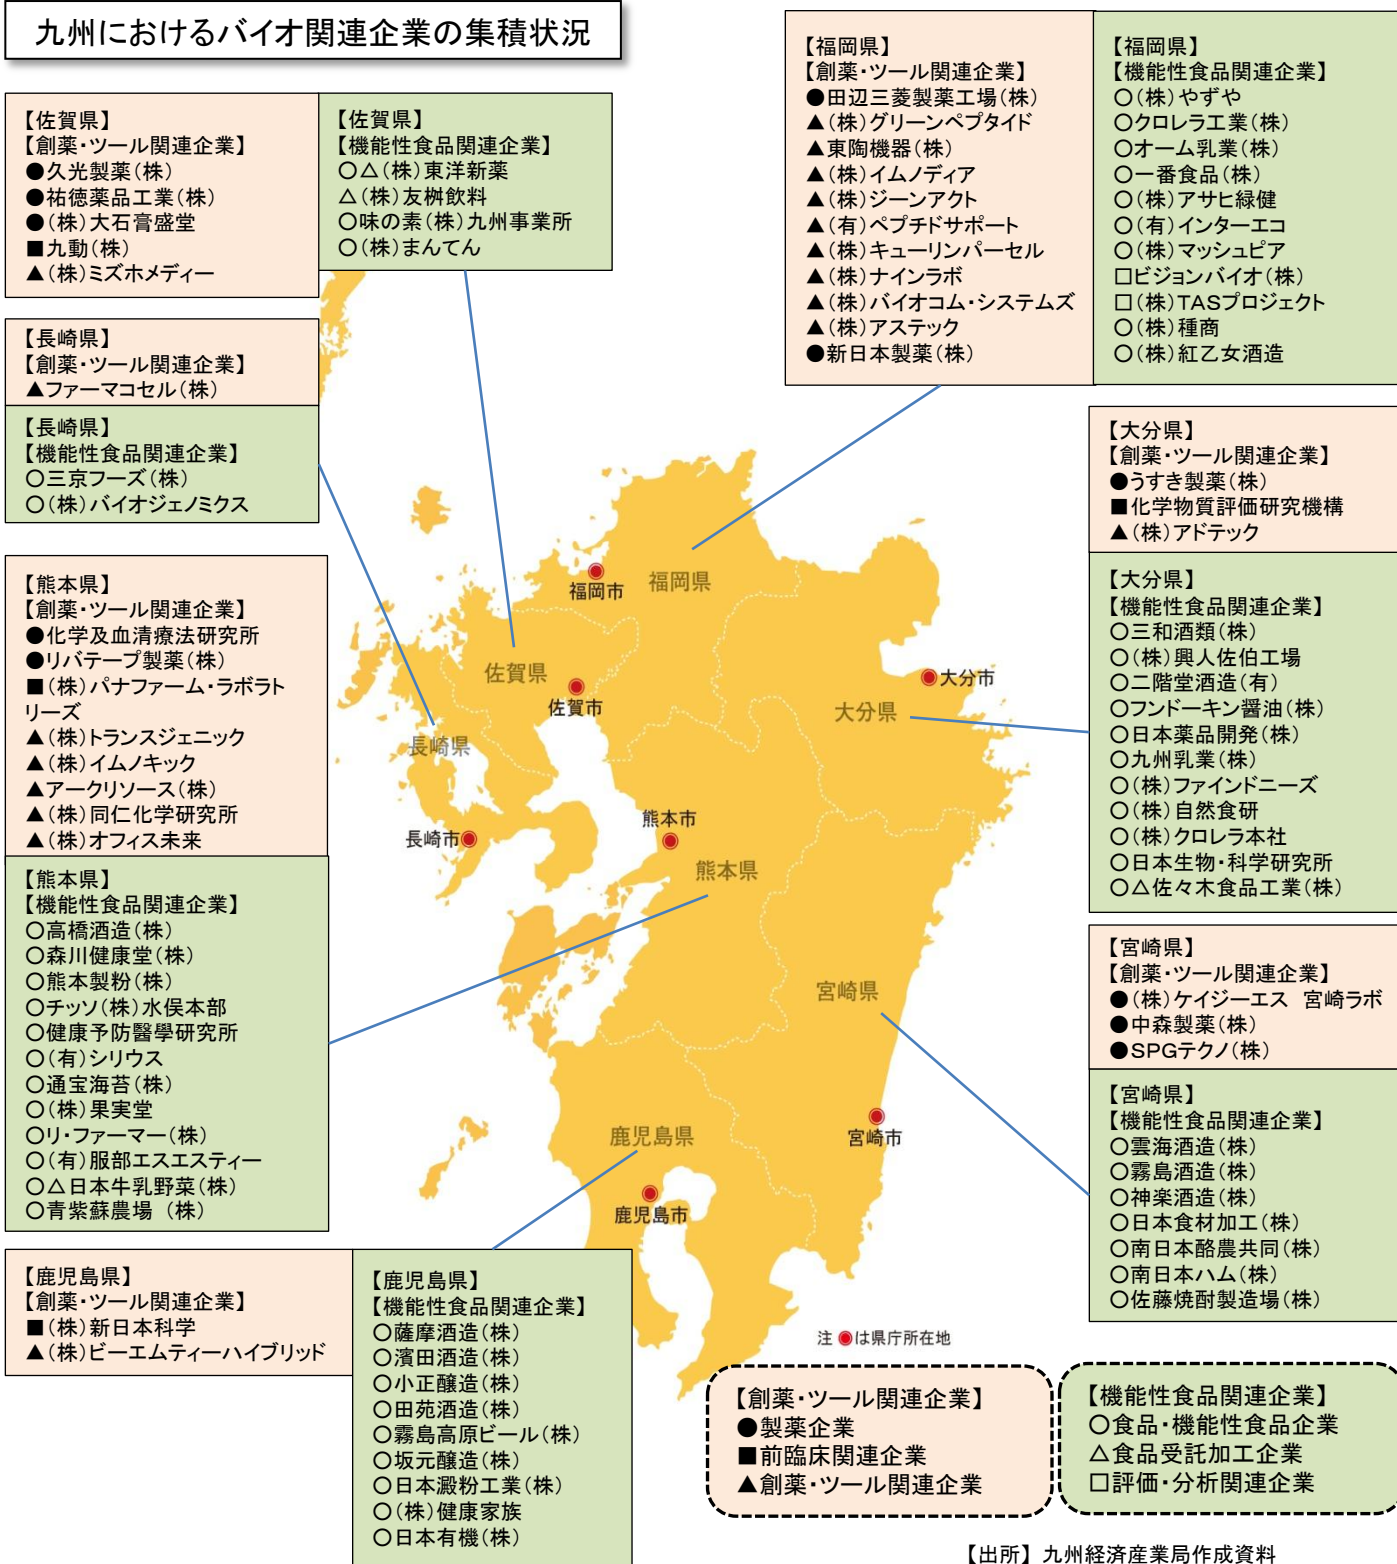 九州におけるバイオ関連企業の集積状況
【佐賀県】
【創薬・ツール関連企業】
●久光製薬(株)
●祐徳薬品工業(株)
●(株)大石膏盛堂
■九動(株)
▲(株)ミズホメディー
【佐賀県】
【機能性食品関連企業】
○△(株)東洋新薬
△(株)友桝飲料
○味の素(株)九州事業所
○(株)まんてん
【福岡県】
【創薬・ツール関連企業】
●田辺三菱製薬工場(株)
▲(株)グリーンペプタイド
▲東陶機器(株)
▲(株)イムノディア
▲(株)ジーンアクト
▲(有)ペプチドサポート
▲(株)キューリンパーセル
▲(株)ナインラボ
▲(株)バイオコム・システムズ
▲(株)アステック
●新日本製薬(株)
【福岡県】
【機能性食品関連企業】
○(株)やずや
○クロレラ工業(株)
○オーム乳業(株)
○一番食品(株)
○(株)アサヒ緑健
○(有)インターエコ
○(株)マッシュピア
□ビジョンバイオ(株)
□(株)TASプロジェクト
○(株)種商
○(株)紅乙女酒造
【長崎県】
【創薬・ツール関連企業】
▲ファーマコセル(株)
【長崎県】
【機能性食品関連企業】
○三京フーズ(株)
○(株)バイオジェノミクス
【大分県】
【創薬・ツール関連企業】
●うすき製薬(株)
■化学物質評価研究機構
▲(株)アドテック
【大分県】
【機能性食品関連企業】
○三和酒類(株)
○(株)興人佐伯工場
○二階堂酒造(有)
○フンドーキン醤油(株)
○日本薬品開発(株)
○九州乳業(株)
○(株)ファインドニーズ
○(株)自然食研
○(株)クロレラ本社
○日本生物・科学研究所
○△佐々木食品工業(株)
【熊本県】
【創薬・ツール関連企業】
●化学及血清療法研究所
●リバテープ製薬(株)
■(株)パナファーム・ラボラト
リーズ
▲(株)トランスジェニック
▲(株)イムノキック
▲アークリソース(株)
▲(株)同仁化学研究所
▲(株)オフィス未来
【熊本県】
【機能性食品関連企業】
○高橋酒造(株)
○森川健康堂(株)
○熊本製粉(株)
○チッソ(株)水俣本部
○健康予防醫學研究所
○(有)シリウス
○通宝海苔(株)
○(株)果実堂
○リ・ファーマー(株)
○(有)服部エスエスティー
○△日本牛乳野菜(株)
○青紫蘇農場 (株)
福岡市
福岡県
佐賀県
佐賀市
大分市
大分県
長崎県
長崎市
熊本市
熊本県
宮崎県
宮崎市
鹿児島県
鹿児島市
【宮崎県】
【創薬・ツール関連企業】
●(株)ケイジーエス 宮崎ラボ
●中森製薬(株)
●SPGテクノ(株)
【宮崎県】
【機能性食品関連企業】
○雲海酒造(株)
○霧島酒造(株)
○神楽酒造(株)
○日本食材加工(株)
○南日本酪農共同(株)
○南日本ハム(株)
○佐藤焼酎製造場(株)
【鹿児島県】
【創薬・ツール関連企業】
■(株)新日本科学
▲(株)ビーエムティーハイブリッド
【鹿児島県】
【機能性食品関連企業】
○薩摩酒造(株)
○濱田酒造(株)
○小正醸造(株)
○田苑酒造(株)
○霧島高原ビール(株)
○坂元醸造(株)
○日本澱粉工業(株)
○(株)健康家族
○日本有機(株)
注 ◉は県庁所在地
【創薬・ツール関連企業】
●製薬企業
■前臨床関連企業
▲創薬・ツール関連企業
【機能性食品関連企業】
○食品・機能性食品企業
△食品受託加工企業
□評価・分析関連企業
【出所】九州経済産業局作成資料